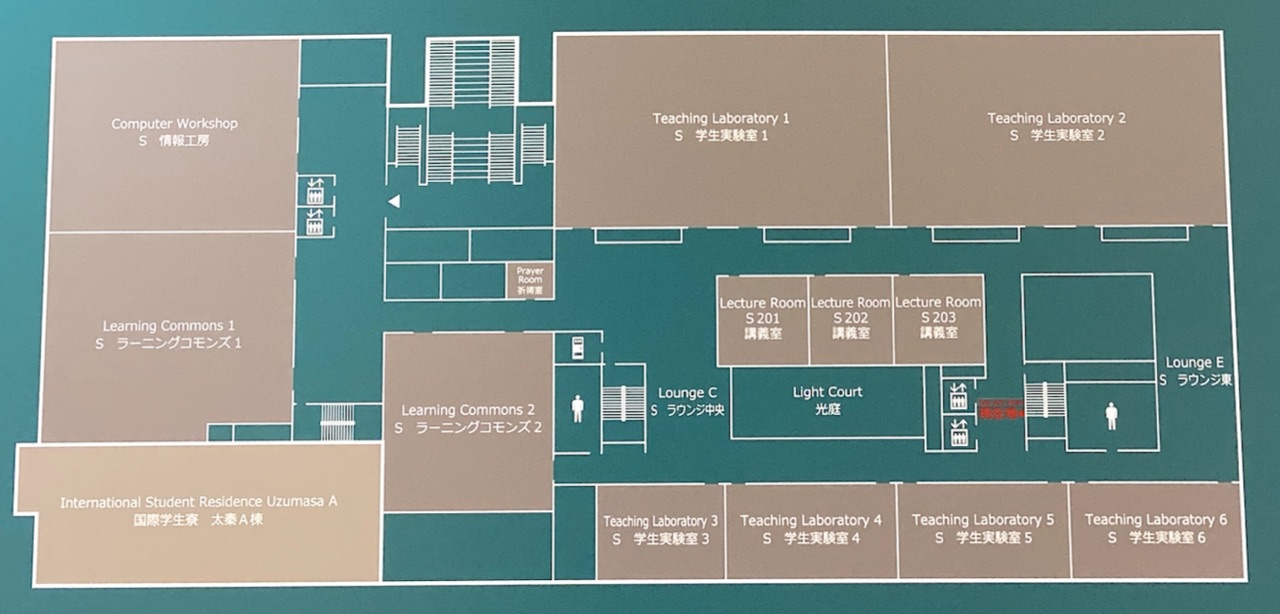 Computer Workshop
S 情報工房
Teaching Laboratory 1
S 学生実験室 1
Teaching Laboratory 2
S 学生実験室 2
Prayer
Room
祈祷室
Learning Commons 1
S ラーニングコモンズ 1
Lecture Room
S 201
講義室
Lecture Room
S 202
講義室
Lecture Room
S 203
講義室
Lounge E
S ラウンジ東
Lounge C
S ラウンジ中央
Light Court
光庭
Learning Commons 2
S ラーニングコモンズ 2
International Student Residence Uzumasa A
国際学生寮 太秦A棟
Teaching Laboratory 3
S 学生実験室 3
Teaching Laboratory 4
S 学生実験室 4
Teaching Laboratory 5
S 学生実験室 5
Teaching Laboratory 6
S 学生実験室 6